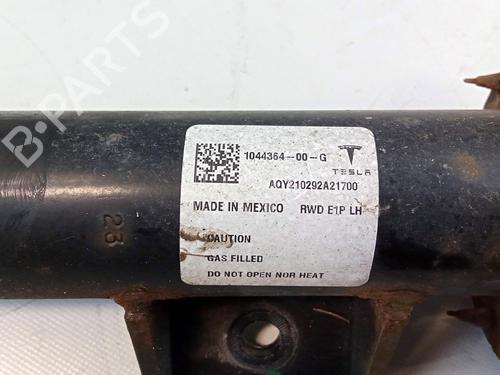 B-PARTS
1044364-00-G
TESLA
AQY210292A21700
MADE IN MEXICO RWD E1P LH
CAUTION
GAS FILLED
DO NOT OPEN NOR HEAT
23